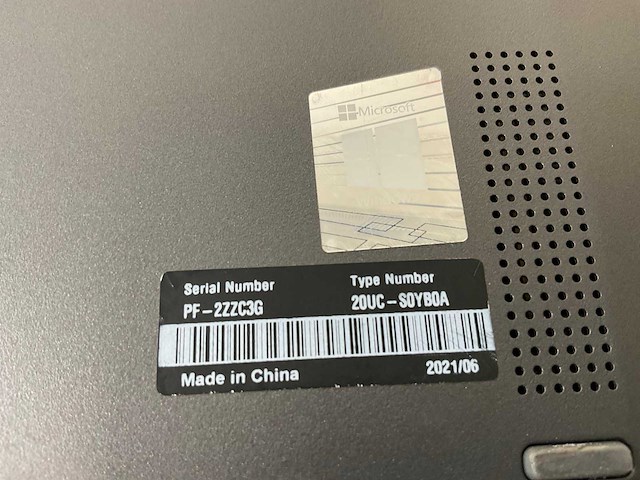 Microsoft
Serial Number Type Number
PF-2ZZC3G 20UC-S0YB0A
Made in China 2021/06